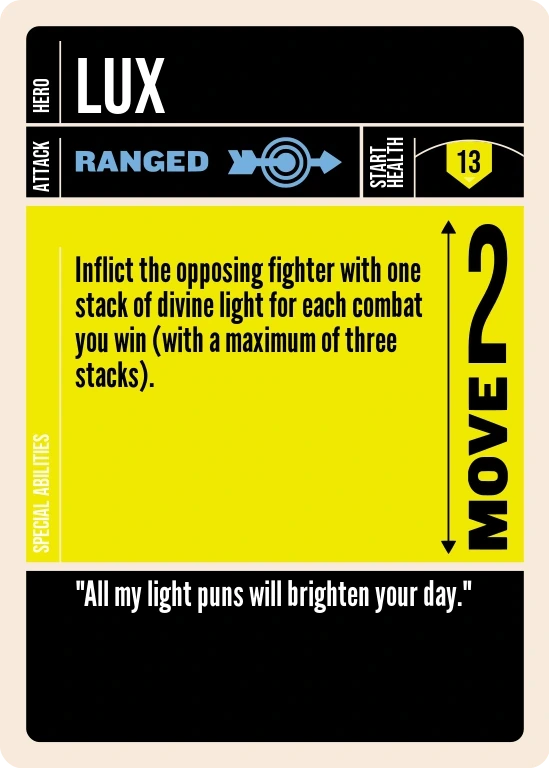 HERO
LUX
ATTACK
RANGED
START
HEALTH
13
SPECIAL ABILITIES
Inflict the opposing fighter with one
stack of divine light for each combat
you win (with a maximum of three
stacks).
MOVE 2
"All my light puns will brighten your day."